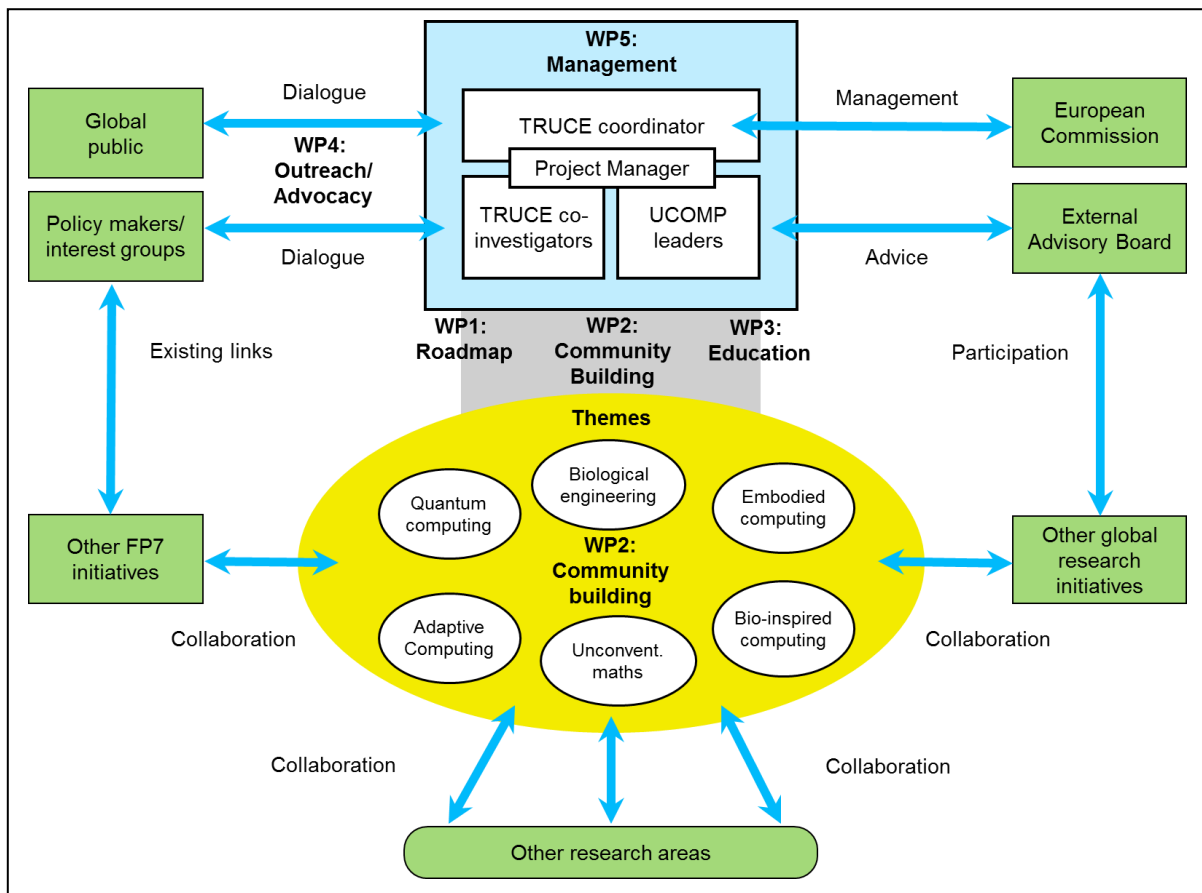 WP5:
Management
Dialogue
Management
Global
public
TRUCE coordinator
European
Commission
WP4:
Outreach/
Advocacy
Project Manager
Policy makers/
interest groups
TRUCE co-
investigators
UCOMP
leaders
External
Advisory Board
Dialogue
Advice
WP1:
Roadmap
WP2:
Community
Building
WP3:
Education
Existing links
Participation
Themes
Quantum
computing
Biological
engineering
Embodied
computing
Other FP7
initiatives
WP2:
Community
building
Other global
research
initiatives
Collaboration
Adaptive
Computing
Unconvent.
maths
Bio-inspired
computing
Collaboration
Collaboration
Collaboration
Other research areas